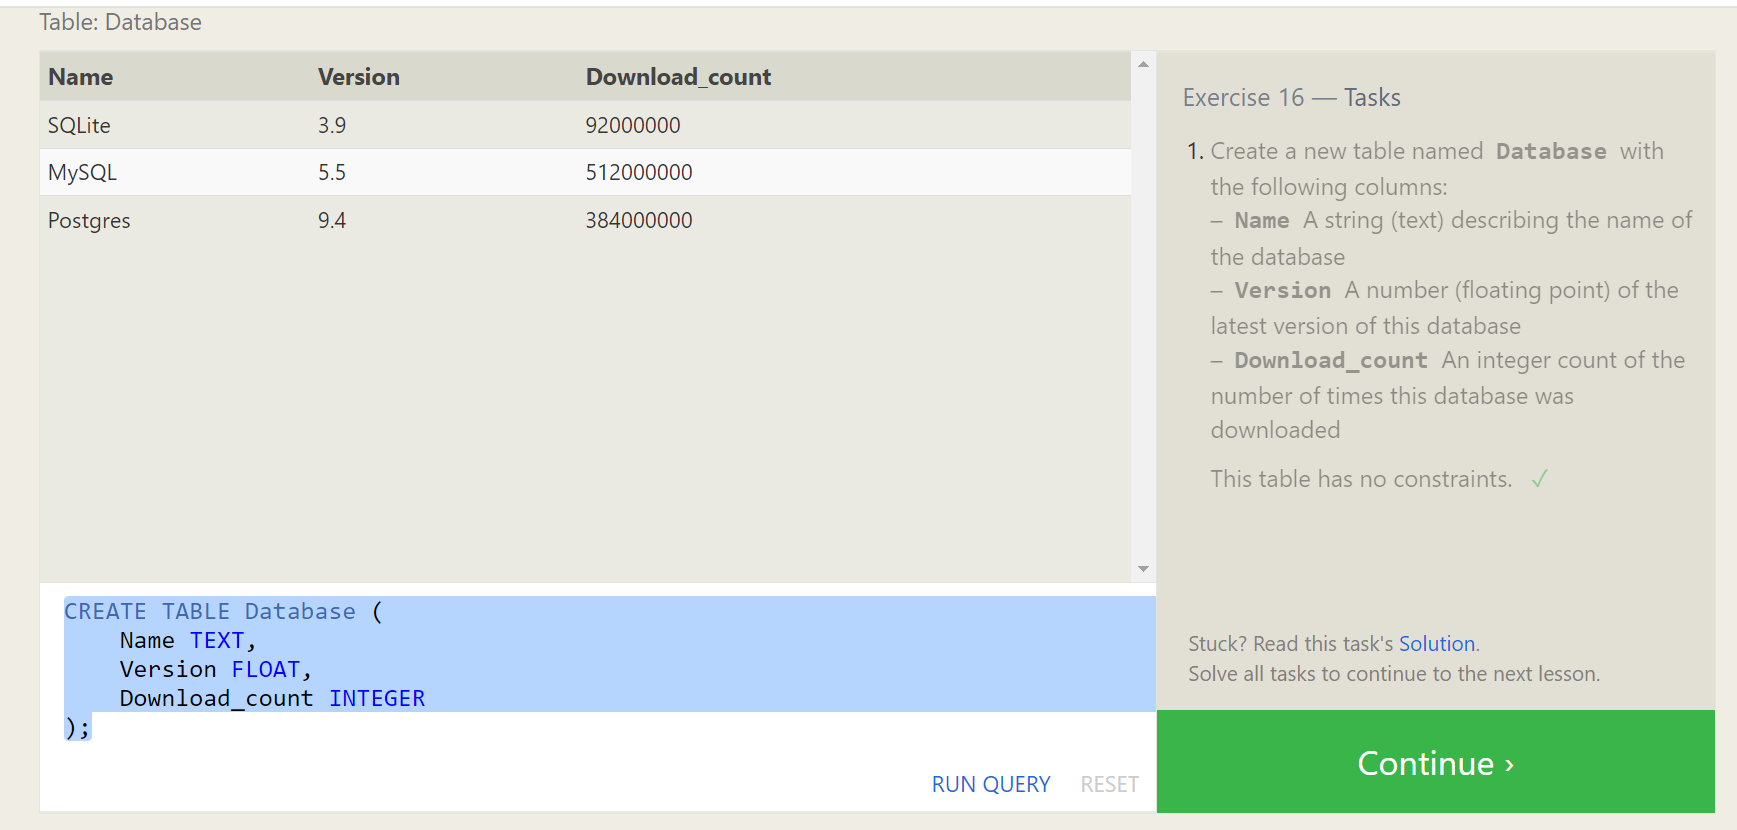 Table: Database
Name Version Download_count
SQLite 3.9 92000000
MySQL 5.5 512000000
Postgres 9.4 384000000
CREATE TABLE Database (
    Name TEXT,
    Version FLOAT,
    Download_count INTEGER
);
RUN QUERY RESET
Exercise 16 — Tasks
1. Create a new table named Database with
the following columns:
– Name A string (text) describing the name of
the database
– Version A number (floating point) of the
latest version of this database
– Download_count An integer count of the
number of times this database was
downloaded
This table has no constraints. ✓
Stuck? Read this task's Solution.
Solve all tasks to continue to the next lesson.
Continue ›